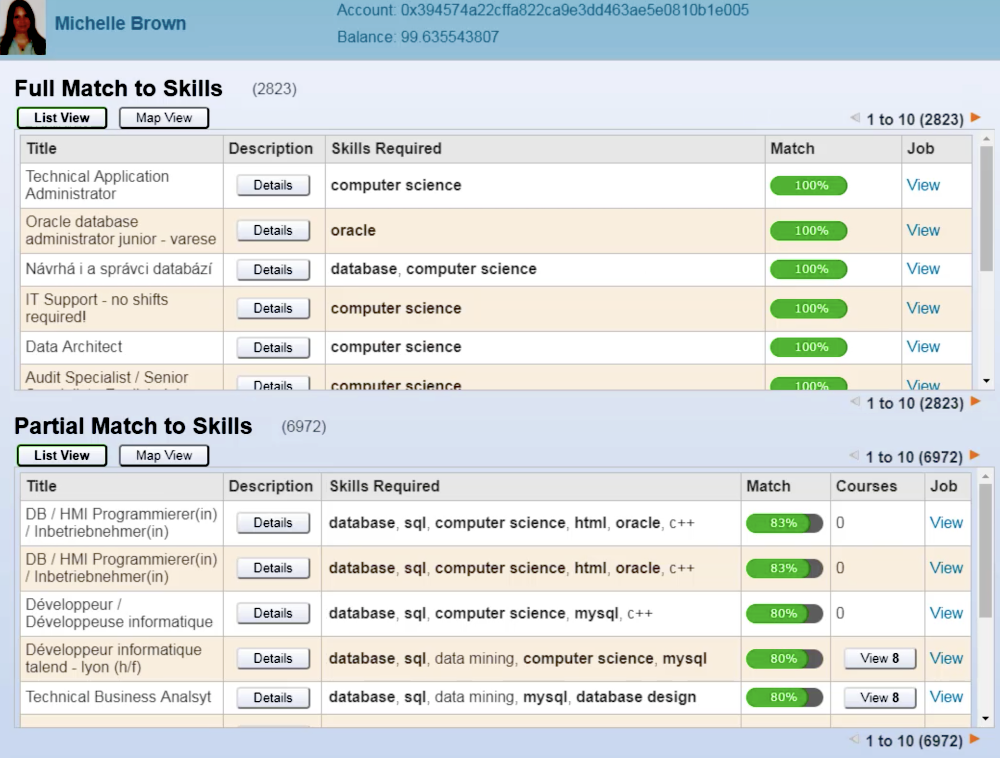 Michelle Brown
Account: 0x394574a22cffa822ca9e3dd463ae5e0810b1e005
Balance: 99.635543807
Full Match to Skills (2823)
List View Map View 1 to 10 (2823)
Title Description Skills Required Match Job
Technical Application
Administrator Details computer science 100% View
Oracle database
administrator junior - varese Details oracle 100% View
Návrhá i a správci databází Details database, computer science 100% View
IT Support - no shifts
required! Details computer science 100% View
Data Architect Details computer science 100% View
Audit Specialist / Senior Details computer science 100% View
1 to 10 (2823)
Partial Match to Skills (6972)
List View Map View 1 to 10 (6972)
Title Description Skills Required Match Courses Job
DB / HMI Programmierer(in)
/ Inbetriebnehmer(in) Details database, sql, computer science, html, oracle, c++ 83% 0 View
DB / HMI Programmierer(in)
/ Inbetriebnehmer(in) Details database, sql, computer science, html, oracle, c++ 83% 0 View
Développeur /
Développeuse informatique Details database, sql, computer science, mysql, c++ 80% 0 View
Développeur informatique
talend - lyon (h/f) Details database, sql, data mining, computer science, mysql 80% View 8 View
Technical Business Analsyt Details database, sql, data mining, mysql, database design 80% View 8 View
1 to 10 (6972)